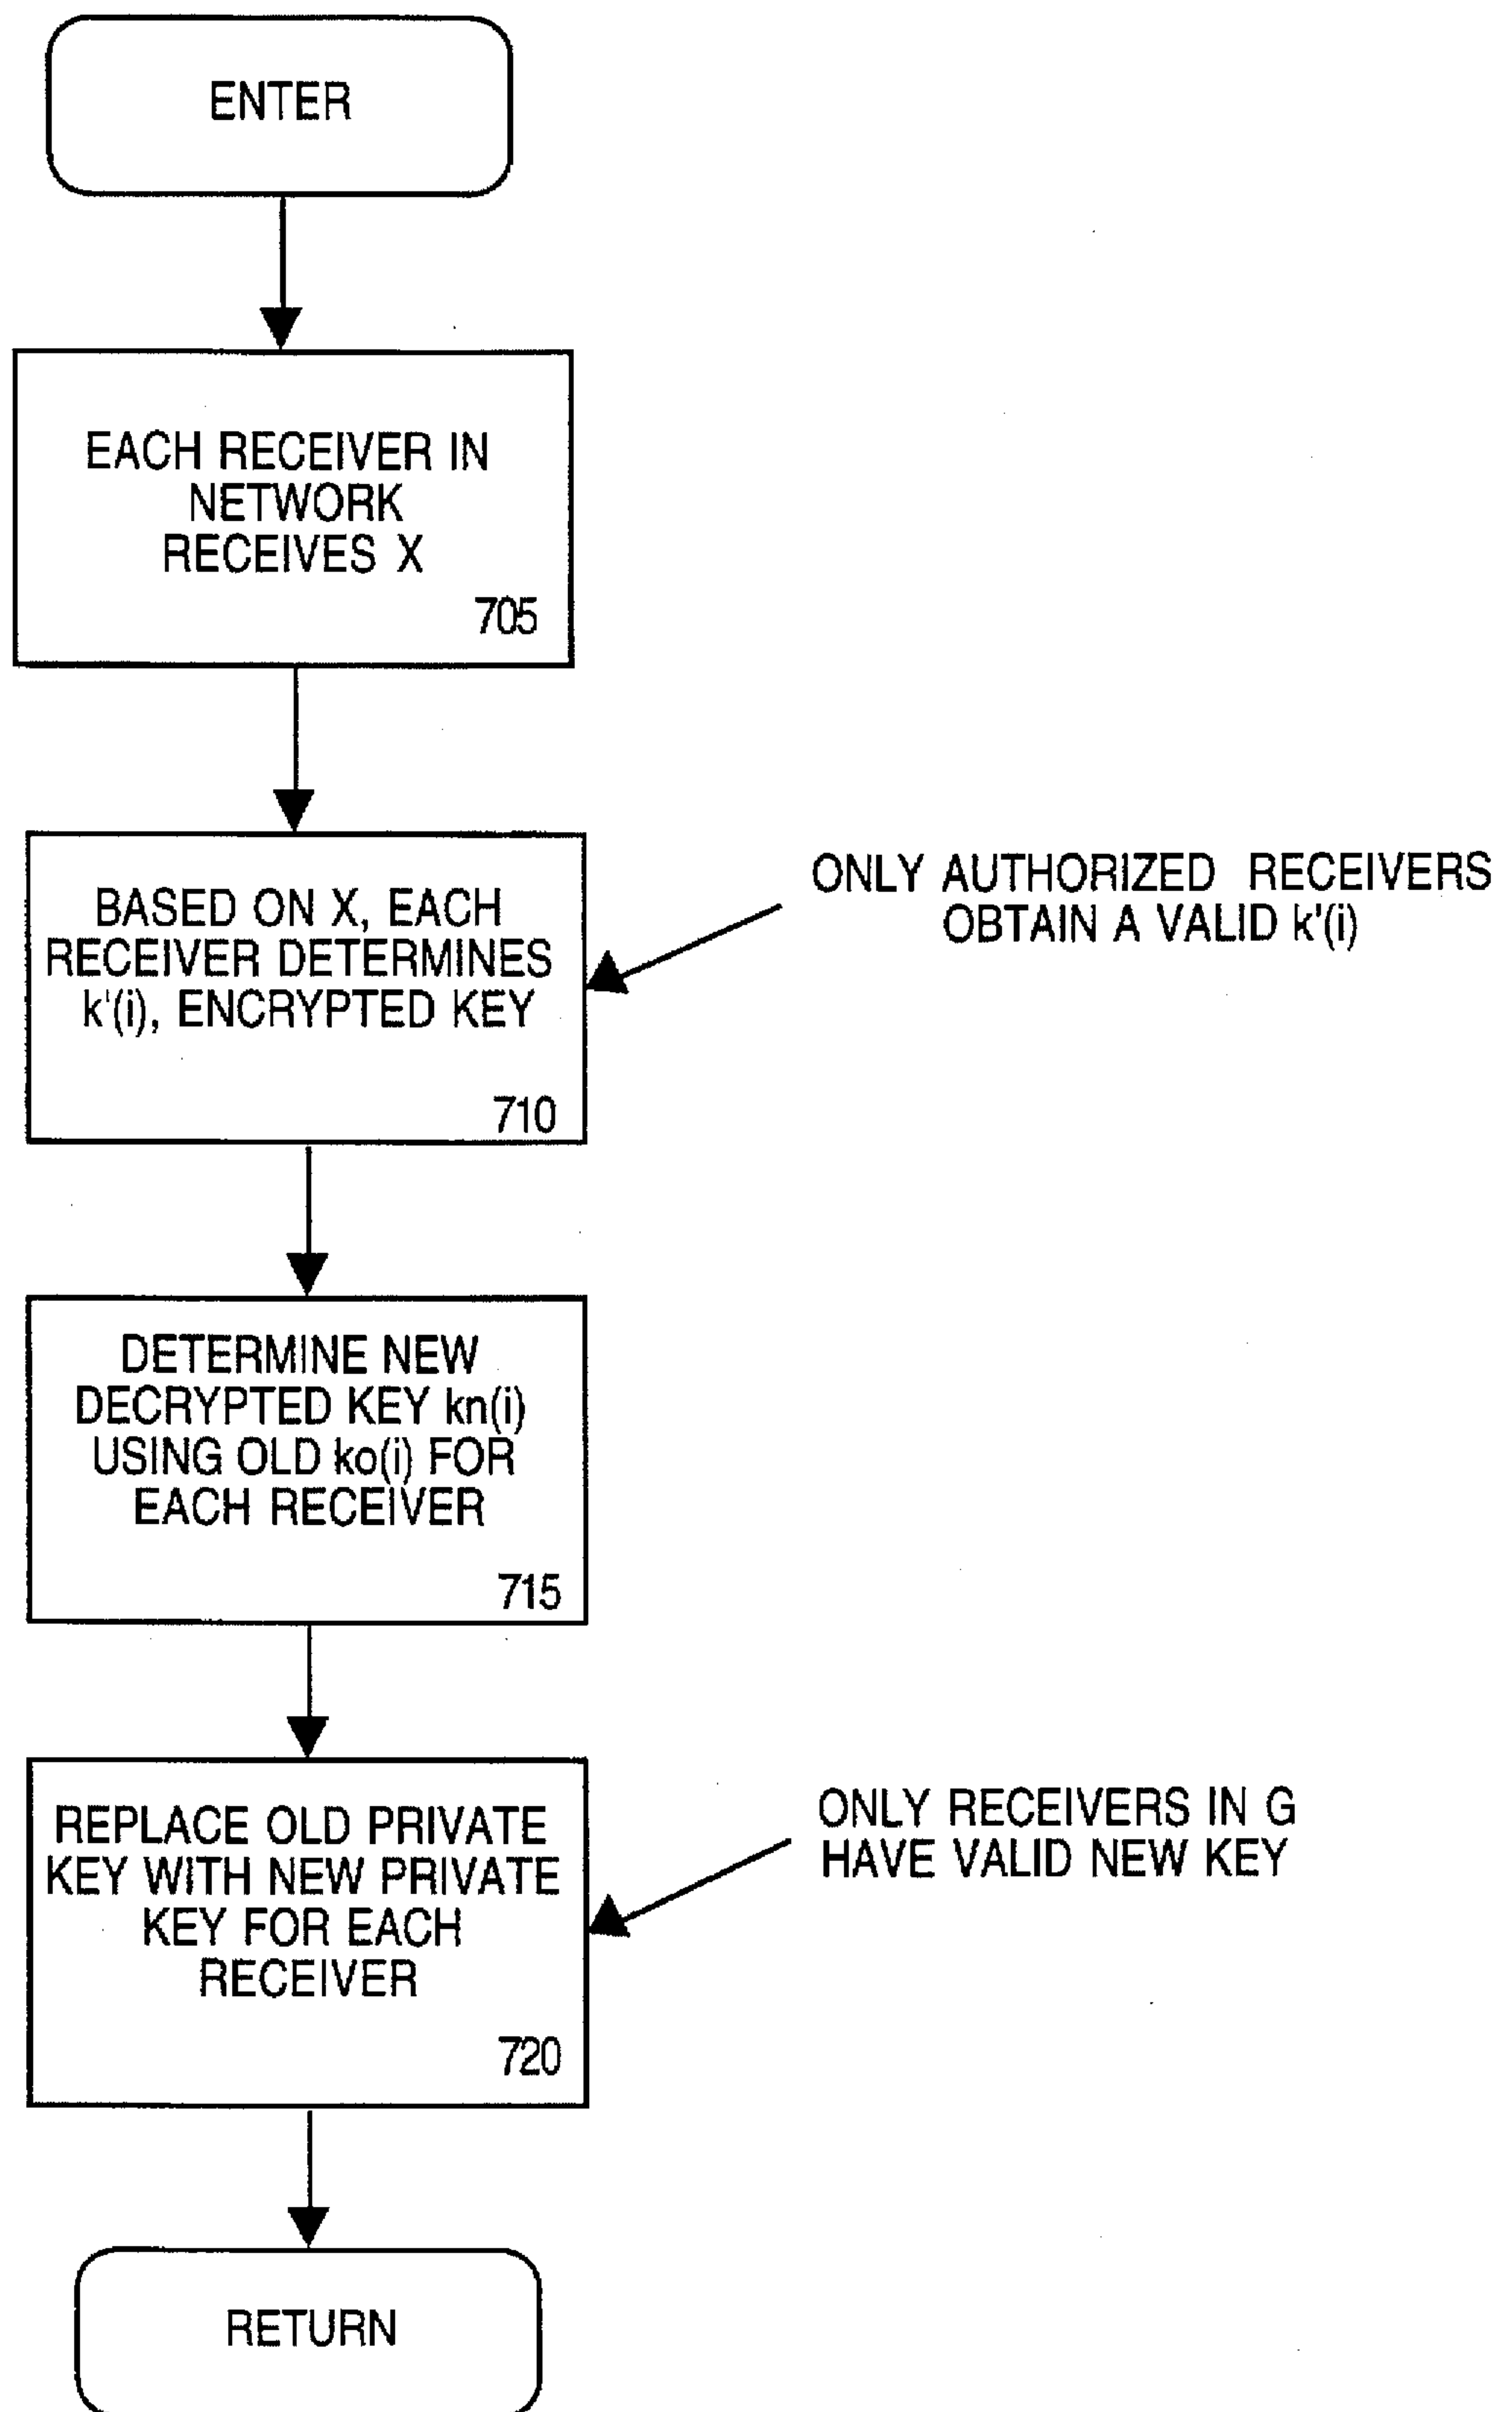 ENTER
EACH RECEIVER IN
NETWORK
RECEIVES X
705
BASED ON X, EACH
RECEIVER DETERMINES
k'(i), ENCRYPTED KEY
710
ONLY AUTHORIZED RECEIVERS
OBTAIN A VALID k'(i)
DETERMINE NEW
DECRYPTED KEY kn(i)
USING OLD ko(i) FOR
EACH RECEIVER
715
REPLACE OLD PRIVATE
KEY WITH NEW PRIVATE
KEY FOR EACH
RECEIVER
720
ONLY RECEIVERS IN G
HAVE VALID NEW KEY
RETURN